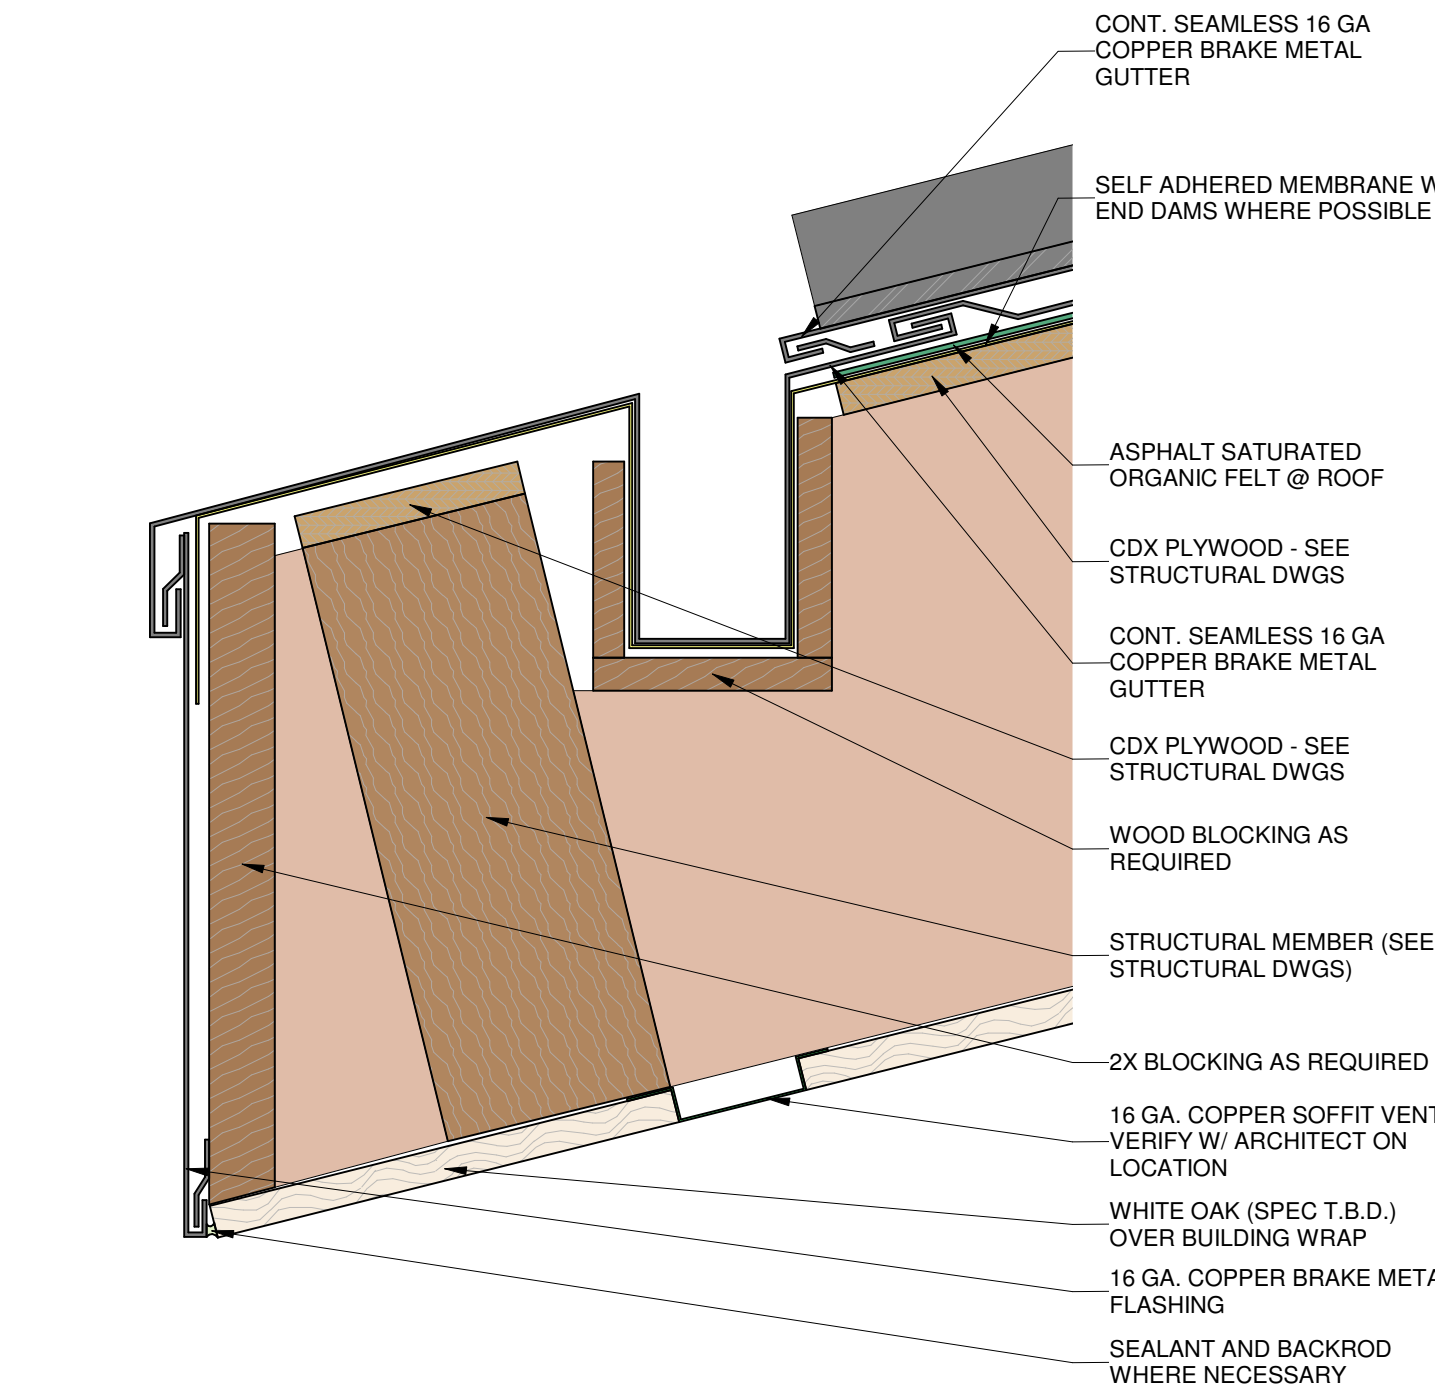 CONT. SEAMLESS 16 GA
COPPER BRAKE METAL
GUTTER
SELF ADHERED MEMBRANE
END DAMS WHERE POSSIBLE
ASPHALT SATURATED
ORGANIC FELT @ ROOF
CDX PLYWOOD - SEE
STRUCTURAL DWGS
CONT. SEAMLESS 16 GA
COPPER BRAKE METAL
GUTTER
CDX PLYWOOD - SEE
STRUCTURAL DWGS
WOOD BLOCKING AS
REQUIRED
STRUCTURAL MEMBER (SEE
STRUCTURAL DWGS)
2X BLOCKING AS REQUIRED
16 GA. COPPER SOFFIT VENT
VERIFY W/ ARCHITECT ON
LOCATION
WHITE OAK (SPEC T.B.D.)
OVER BUILDING WRAP
16 GA. COPPER BRAKE
FLASHING
SEALANT AND BACKROD
WHERE NECESSARY